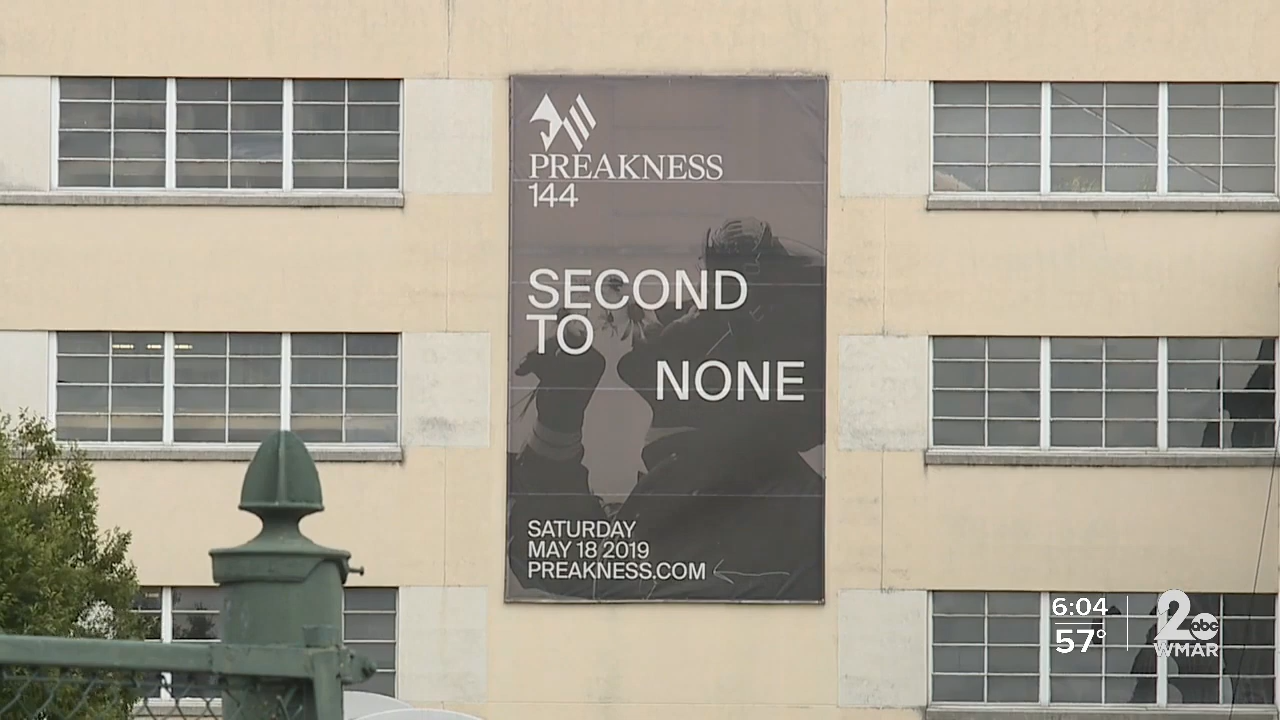 PREAKNESS
144
SECOND
TO
NONE
SATURDAY
MAY 18 2019
PREAKNESS.COM
6:04
57°
2 abc
WMAR